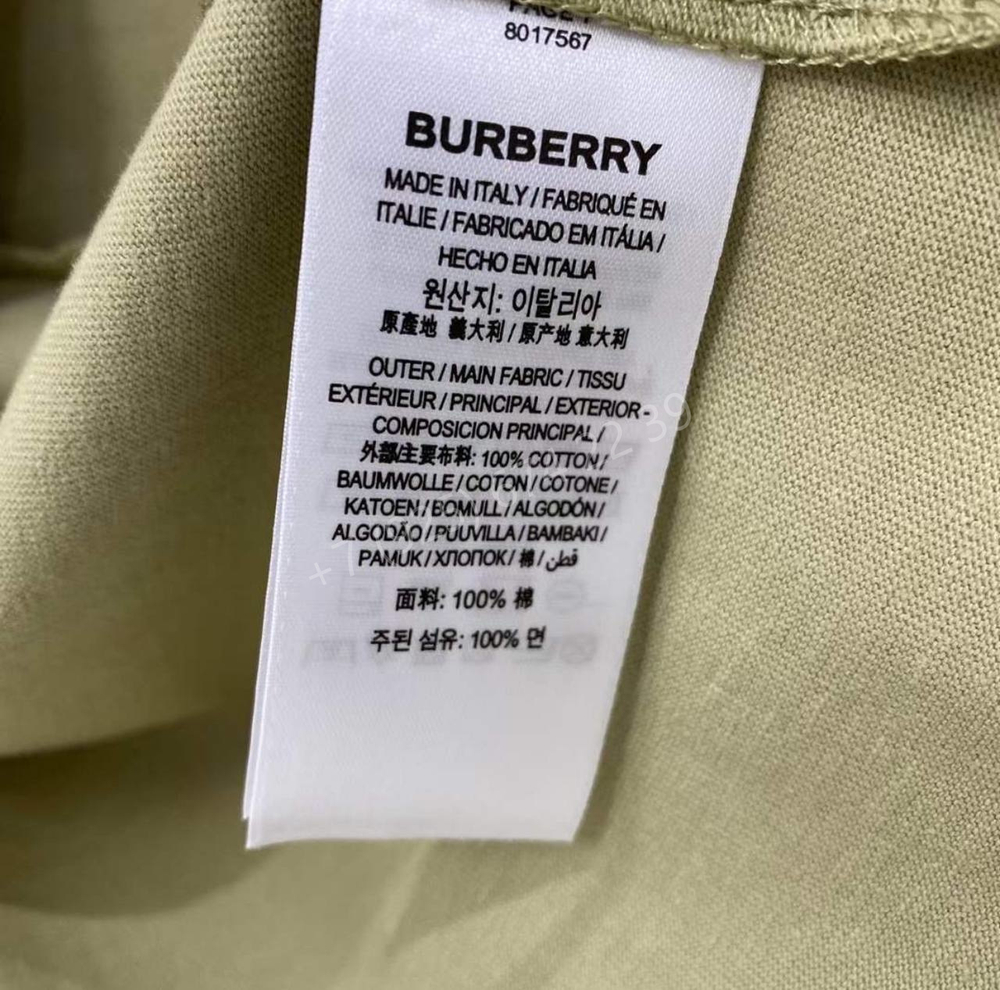 8017567
BURBERRY
MADE IN ITALY / FABRIQUÉ EN
ITALIE / FABRICADO EM ITÁLIA /
HECHO EN ITALIA
원산지: 이탈리아
原產地 義大利 / 原产地 意大利
OUTER / MAIN FABRIC / TISSU
EXTÉRIEUR / PRINCIPAL / EXTERIOR -
COMPOSICION PRINCIPAL /
外部/主要布料: 100% COTTON /
BAUMWOLLE / COTON / COTONE /
KATOEN / BOMULL / ALGODÓN /
ALGODÃO / PUUVILLA / BAMBAKI /
PAMUK / ХЛОПОК / 棉 / قطن
面料: 100% 棉
주된 섬유: 100% 면